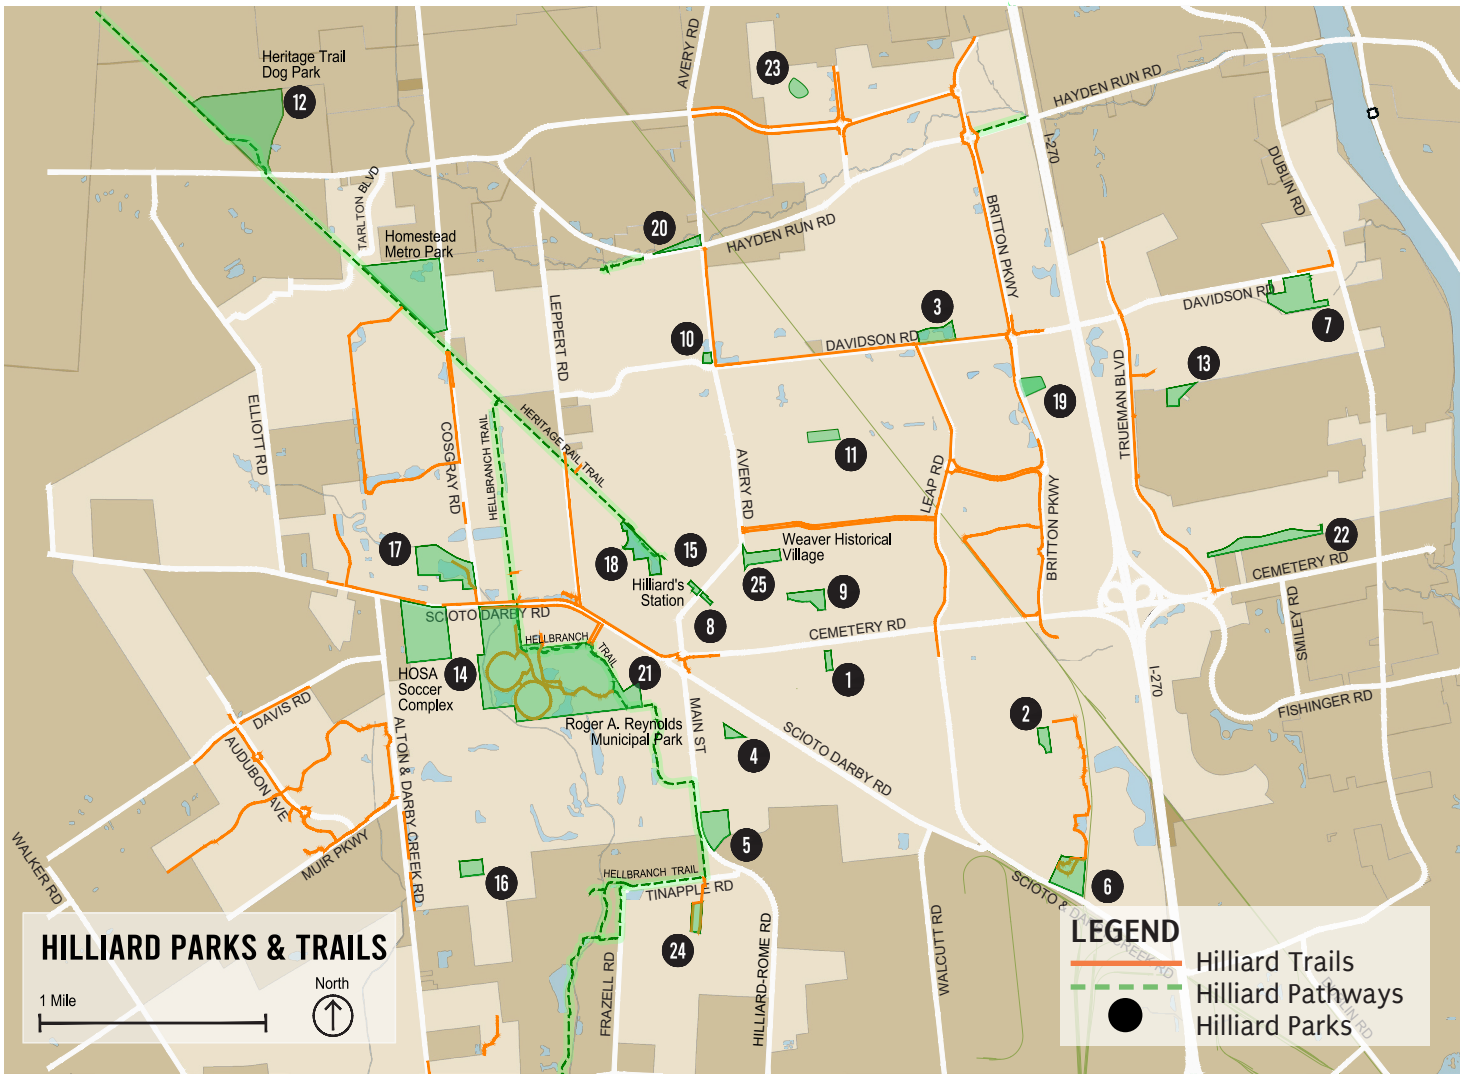 AVERY RD
23
Heritage Trail
Dog Park
12
HAYDEN RUN RD
I-270
DUBLIN RD
TARLTON BLVD
20
Homestead
Metro Park
HAYDEN RUN RD
BRITTON PKWY
LEPPERT RD
3
DAVIDSON RD
7
10
DAVIDSON RD
13
TRUEMAN BLVD
19
ELLIOTT RD
COSGRAY RD
HELLBRANCH TRAIL
HERITAGE RAIL TRAIL
11
AVERY RD
LEAP RD
BRITTON PKWY
17
18
15
Weaver Historical
Village
22
CEMETERY RD
Hilliard's
Station
25
9
8
SCIOTO DARBY RD
CEMETERY RD
SMILEY RD
HELLBRANCH
TRAIL
HOSA
Soccer
Complex
14
21
1
I-270
Roger A. Reynolds
Municipal Park
MAIN ST
2
FISHINGER RD
DAVIS RD
4
SCIOTO DARBY RD
AUDUBON AVE
ALTON & DARBY CREEK RD
5
MUIR PKWY
WALKER RD
16
HELLBRANCH TRAIL
TINAPPLE RD
6
SCIOTO & DARBY CREEK RD
24
FRAZELL RD
HILLIARD-ROME RD
WALCUTT RD
DUBLIN RD
HILLIARD PARKS & TRAILS
1 Mile
North
LEGEND
Hilliard Trails
Hilliard Pathways
Hilliard Parks